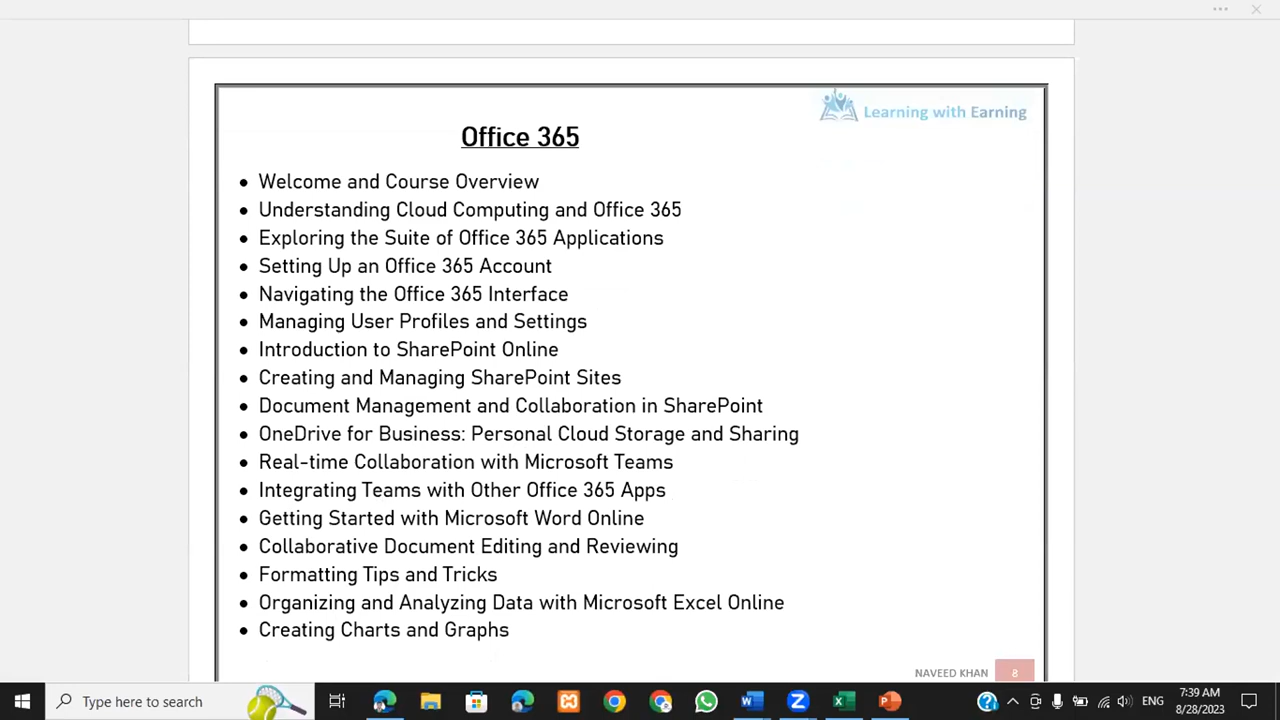 Learning with Earning
Office 365
• Welcome and Course Overview
• Understanding Cloud Computing and Office 365
• Exploring the Suite of Office 365 Applications
• Setting Up an Office 365 Account
• Navigating the Office 365 Interface
• Managing User Profiles and Settings
• Introduction to SharePoint Online
• Creating and Managing SharePoint Sites
• Document Management and Collaboration in SharePoint
• OneDrive for Business: Personal Cloud Storage and Sharing
• Real-time Collaboration with Microsoft Teams
• Integrating Teams with Other Office 365 Apps
• Getting Started with Microsoft Word Online
• Collaborative Document Editing and Reviewing
• Formatting Tips and Tricks
• Organizing and Analyzing Data with Microsoft Excel Online
• Creating Charts and Graphs
NAVEED KHAN 8
Type here to search
ENG
7:39 AM
8/28/2023